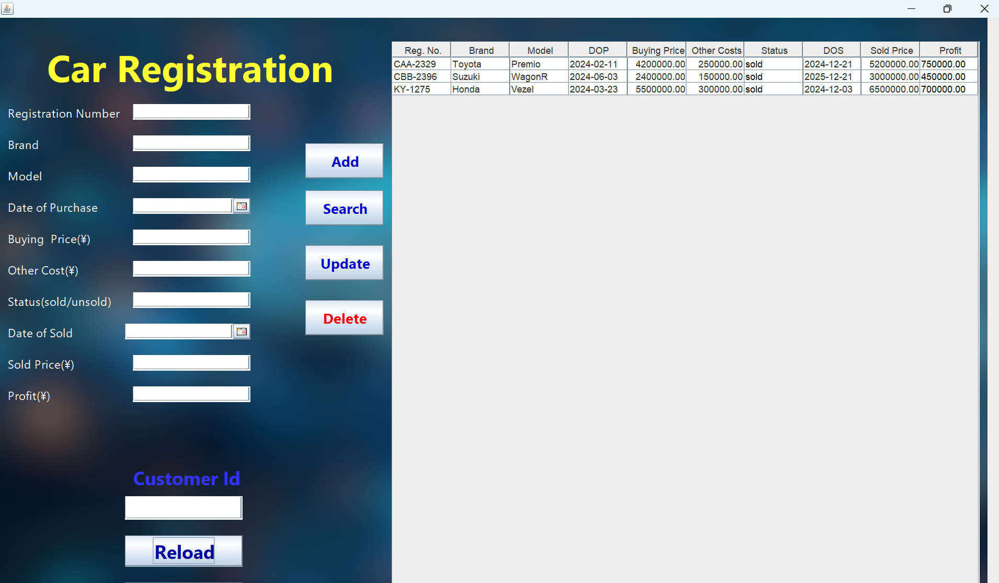 Car Registration
Registration Number
Brand
Model
Date of Purchase
Buying  Price(¥)
Other Cost(¥)
Status(sold/unsold)
Date of Sold
Sold Price(¥)
Profit(¥)
Add
Search
Update
Delete
Customer Id
Reload
Reg. No. Brand Model DOP Buying Price Other Costs Status DOS Sold Price Profit
CAA-2329 Toyota Premio 2024-02-11 4200000.00 250000.00 sold 2024-12-21 5200000.00 750000.00
CBB-2396 Suzuki WagonR 2024-06-03 2400000.00 150000.00 sold 2025-12-21 3000000.00 450000.00
KY-1275 Honda Vezel 2024-03-23 5500000.00 300000.00 sold 2024-12-03 6500000.00 700000.00